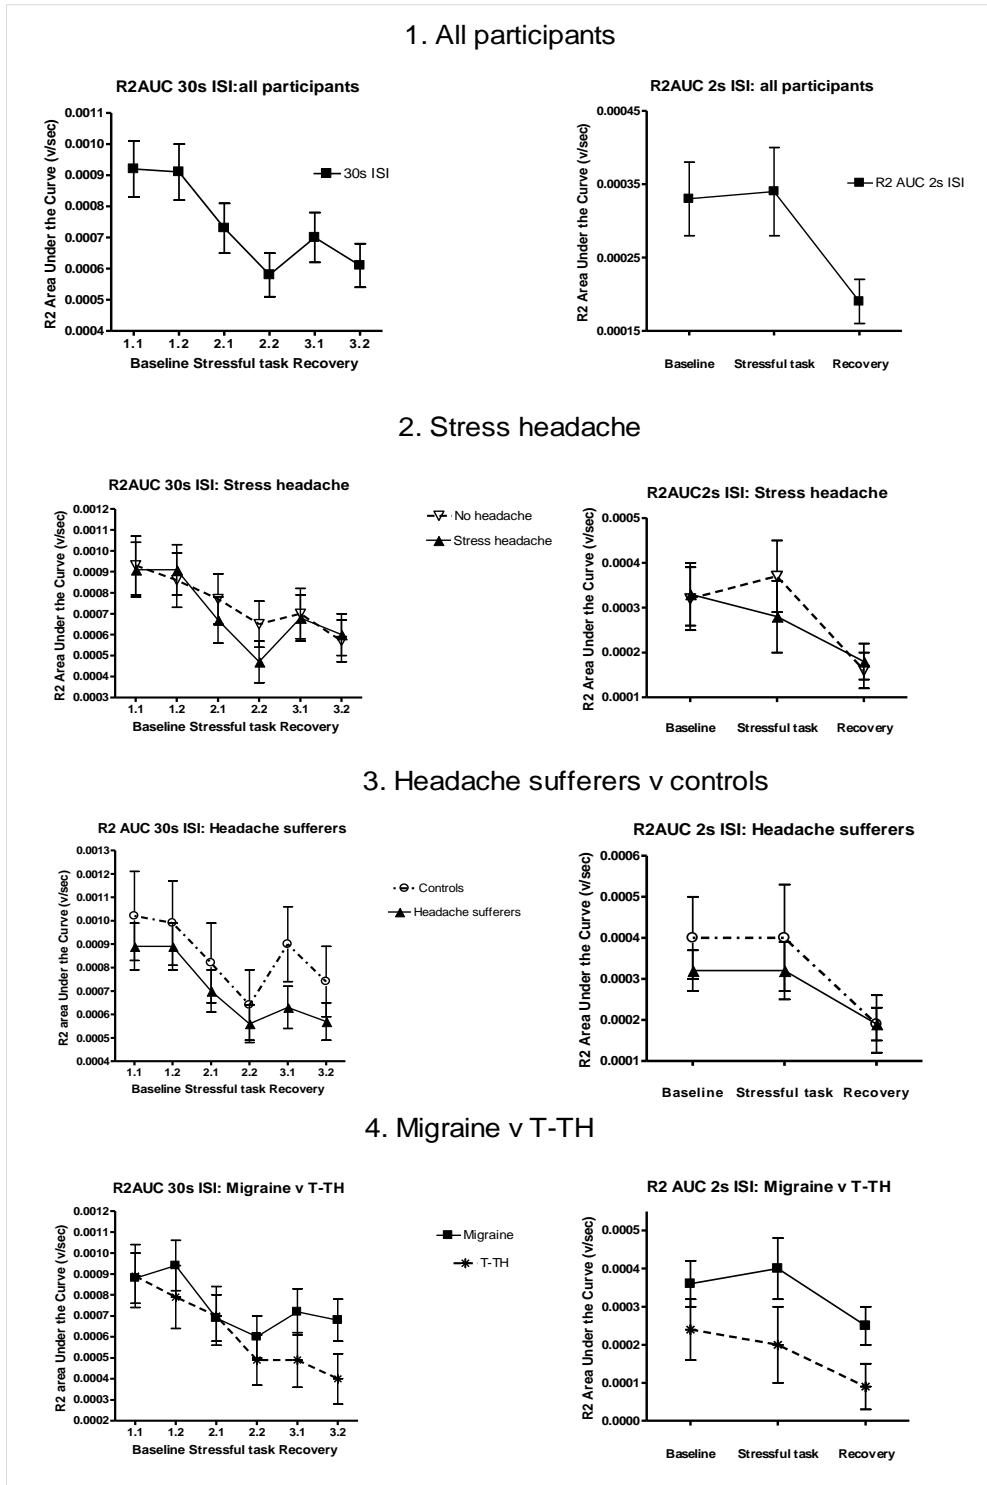 1. All participants
R2AUC 30s ISI:all participants
R2 Area Under the Curve (v/sec)
0.0011
0.0010
0.0009
0.0008
0.0007
0.0006
0.0005
0.0004
30s ISI
1.1 1.2 2.1 2.2 3.1 3.2
Baseline Stressful task Recovery
R2AUC 2s ISI: all participants
R2 Area Under the Curve (v/sec)
0.00045
0.00035
0.00025
0.00015
R2 AUC 2s ISI
Baseline Stressful task Recovery
2. Stress headache
R2AUC 30s ISI: Stress headache
R2 Area Under the Curve (v/sec)
0.0012
0.0011
0.0010
0.0009
0.0008
0.0007
0.0006
0.0005
0.0004
0.0003
No headache
Stress headache
1.1 1.2 2.1 2.2 3.1 3.2
Baseline Stressful task Recovery
R2AUC2s ISI: Stress headache
R2 Area Under the Curve (v/sec)
0.0005
0.0004
0.0003
0.0002
0.0001
Baseline Stressful task Recovery
3. Headache sufferers v controls
R2 AUC 30s ISI: Headache sufferers
R2 area Under the Curve (v/sec)
0.0013
0.0012
0.0011
0.0010
0.0009
0.0008
0.0007
0.0006
0.0005
0.0004
Controls
Headache sufferers
1.1 1.2 2.1 2.2 3.1 3.2
Baseline Stressful task Recovery
R2AUC 2s ISI: Headache sufferers
R2 Area Under the Curve (v/sec)
0.0006
0.0005
0.0004
0.0003
0.0002
0.0001
Baseline Stressful task Recovery
4. Migraine v T-TH
R2AUC 30s ISI: Migraine v T-TH
R2 area Under the Curve (v/sec)
0.0012
0.0011
0.0010
0.0009
0.0008
0.0007
0.0006
0.0005
0.0004
0.0003
0.0002
Migraine
T-TH
1.1 1.2 2.1 2.2 3.1 3.2
Baseline Stressful task Recovery
R2 AUC 2s ISI: Migraine v T-TH
R2 Area Under the Curve (v/sec)
0.0005
0.0004
0.0003
0.0002
0.0001
0.0000
Baseline Stressful task Recovery